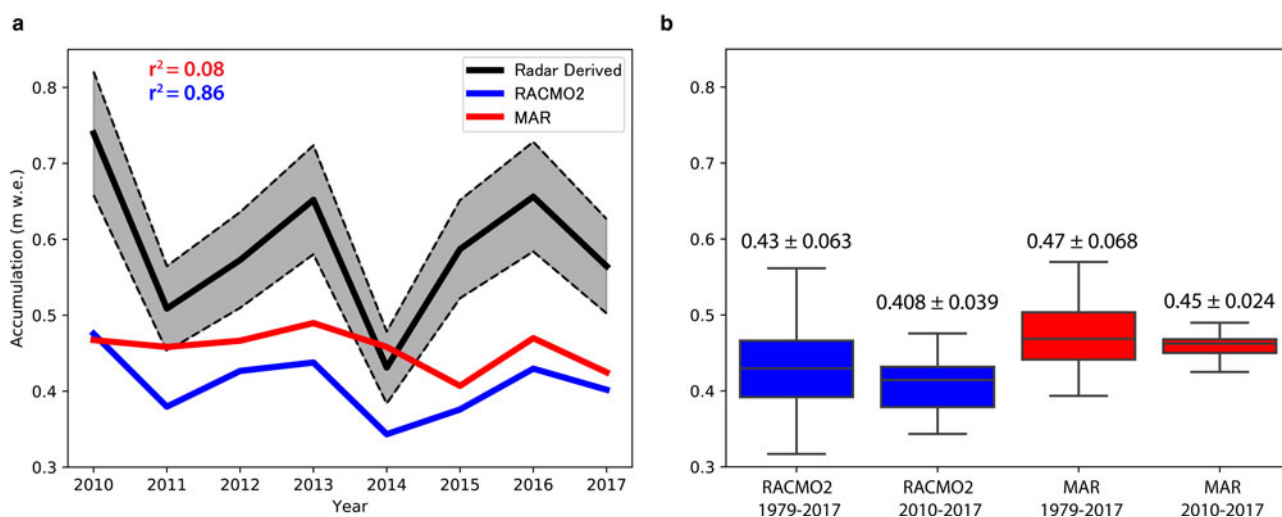 a
r² = 0.08
r² = 0.86
Radar Derived
RACMO2
MAR
0.8
0.7
0.6
0.5
0.4
0.3
Accumulation (m w.e.)
2010 2011 2012 2013 2014 2015 2016 2017
Year
b
0.8
0.7
0.6
0.5
0.4
0.3
0.43 ± 0.063
0.408 ± 0.039
0.47 ± 0.068
0.45 ± 0.024
RACMO2
1979-2017
RACMO2
2010-2017
MAR
1979-2017
MAR
2010-2017